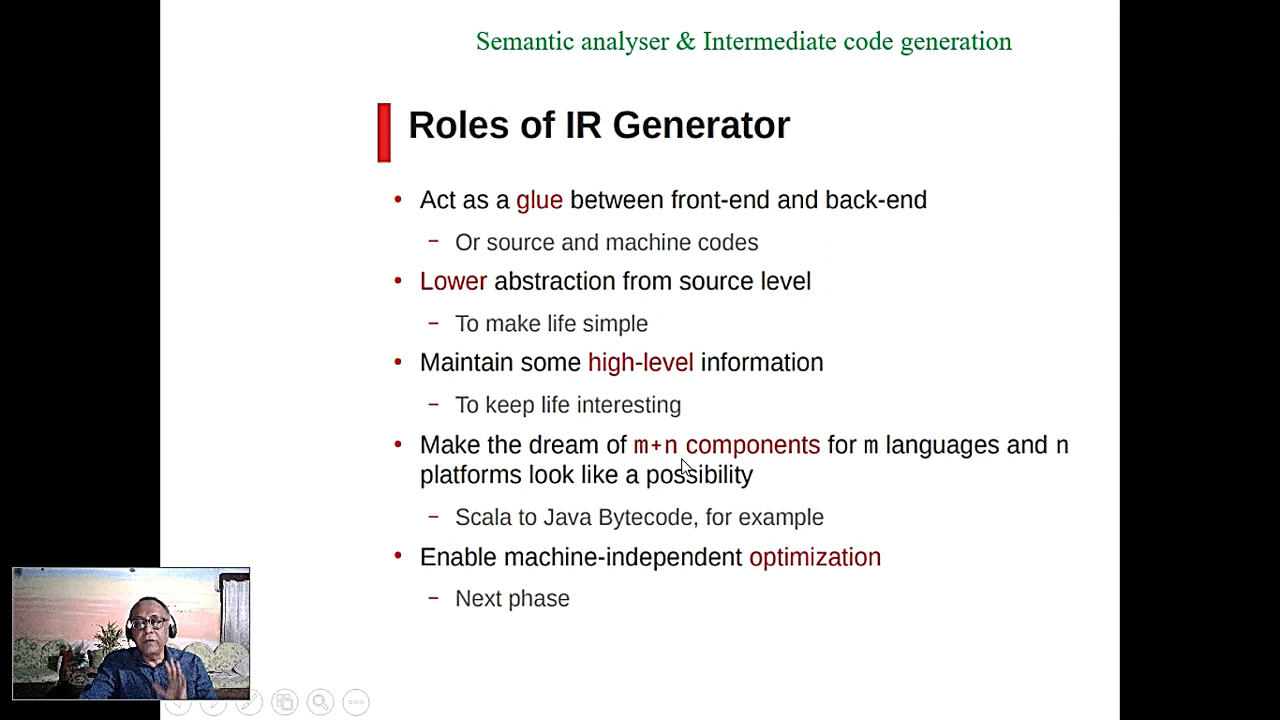 Semantic analyser & Intermediate code generation
Roles of IR Generator
• Act as a glue between front-end and back-end
– Or source and machine codes
• Lower abstraction from source level
– To make life simple
• Maintain some high-level information
– To keep life interesting
• Make the dream of m+n components for m languages and n
platforms look like a possibility
– Scala to Java Bytecode, for example
• Enable machine-independent optimization
– Next phase